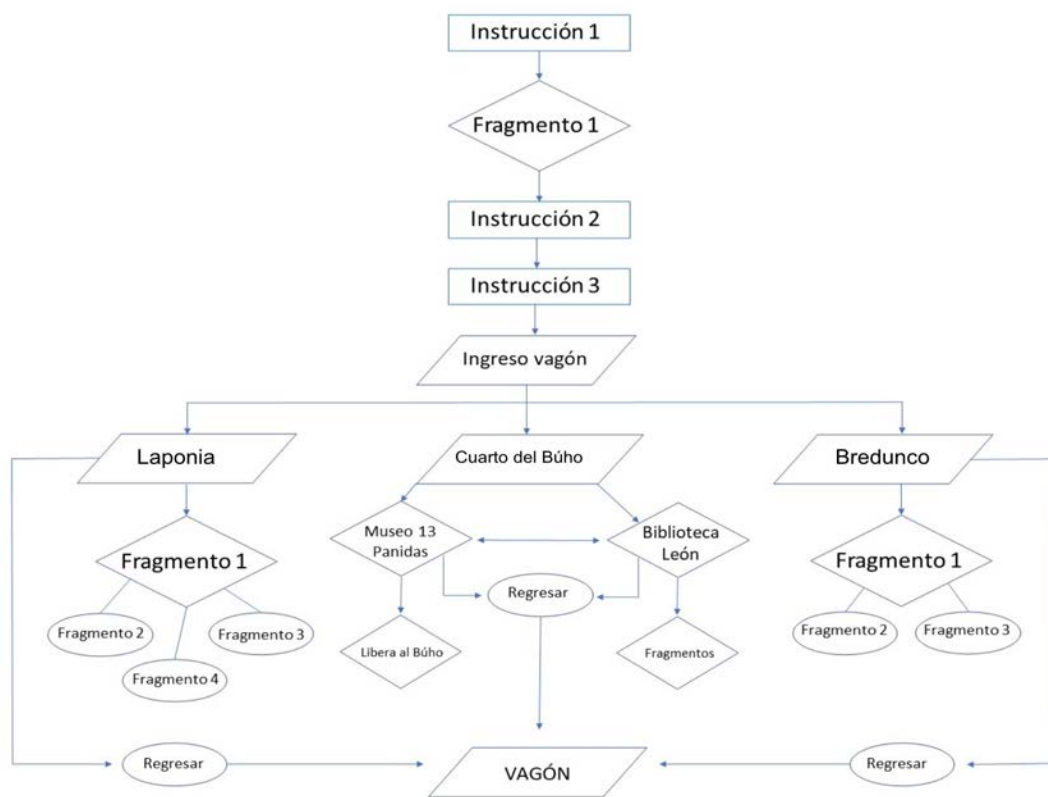 Instrucción 1
Fragmento 1
Instrucción 2
Instrucción 3
Ingreso vagón
Laponia
Cuarto del Búho
Bredunco
Museo 13
Panidas
Biblioteca
León
Fragmento 1
Fragmento 1
Regresar
Fragmento 2
Fragmento 3
Fragmento 4
Libera al Búho
Fragmentos
Fragmento 2
Fragmento 3
Regresar
VAGÓN
Regresar